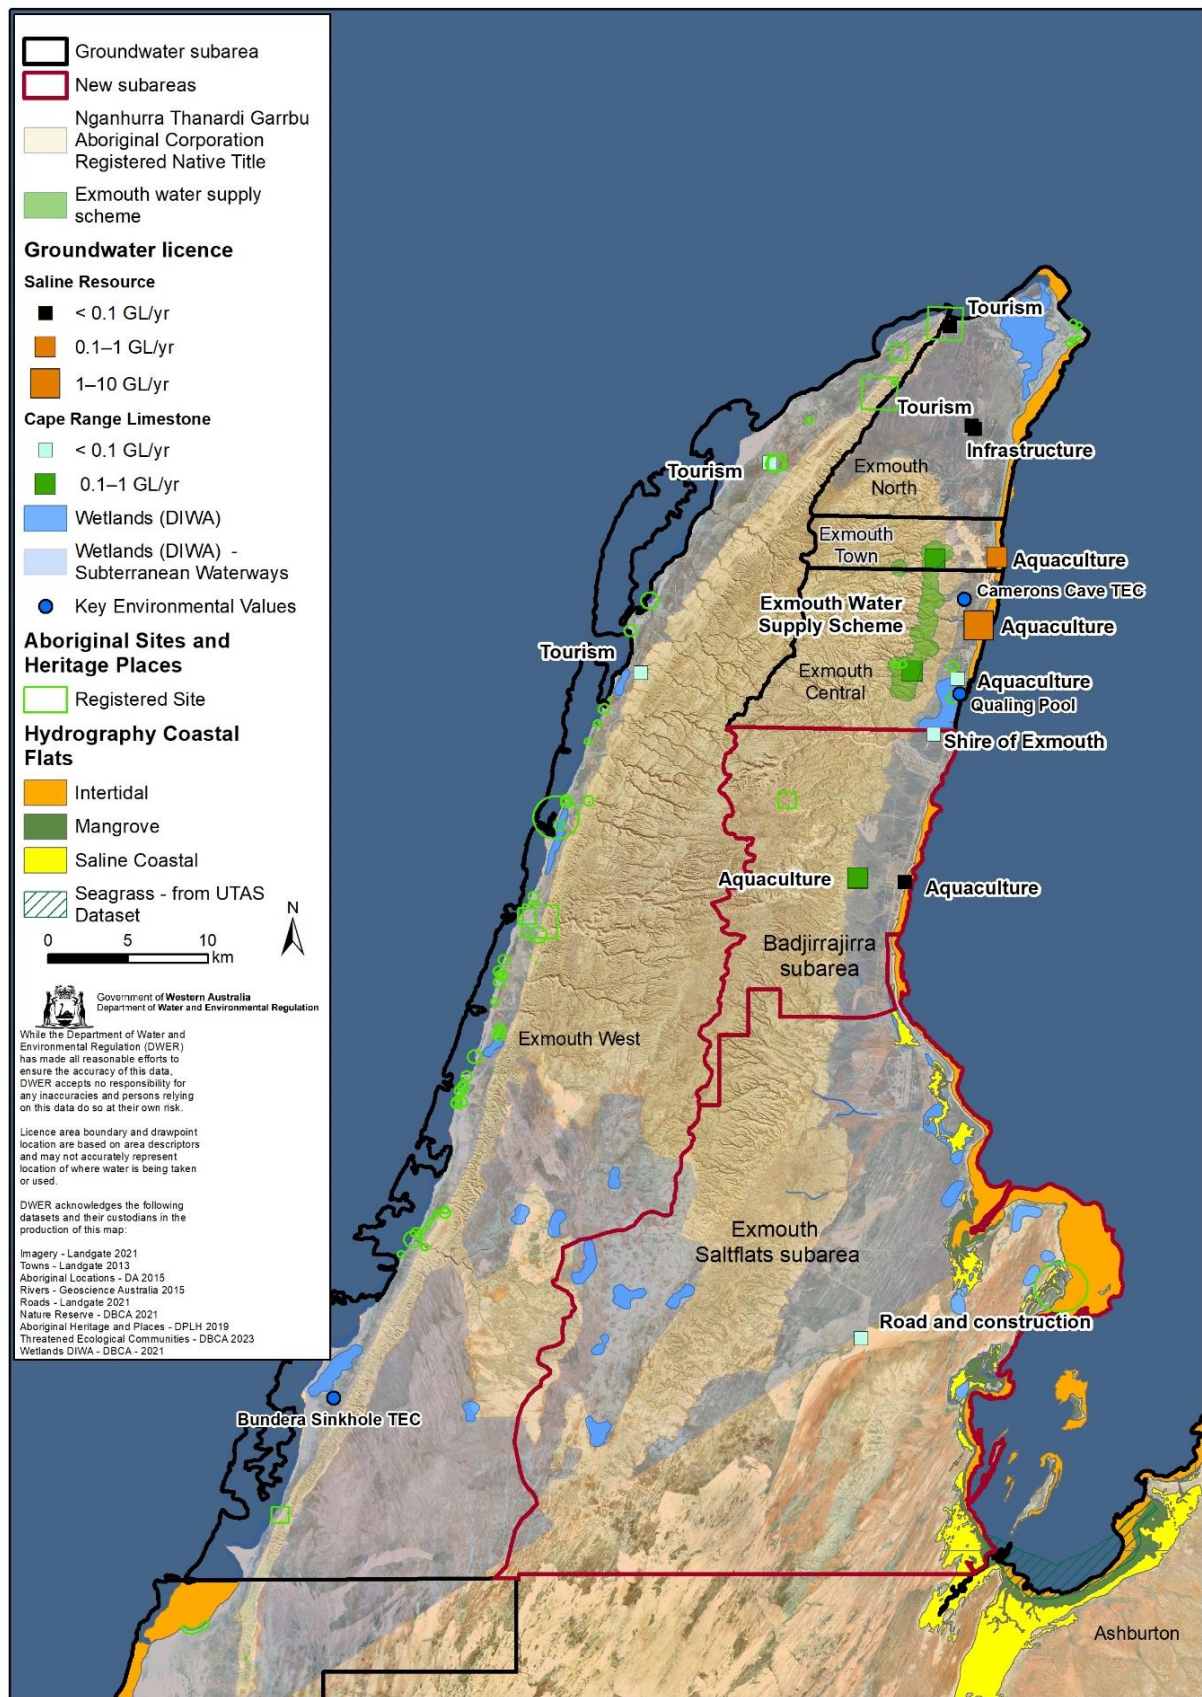 Groundwater subarea
New subareas
Nganhurra Thanardi Garrbu
Aboriginal Corporation
Registered Native Title
Exmouth water supply
scheme
Groundwater licence
Saline Resource
< 0.1 GL/yr
0.1–1 GL/yr
1–10 GL/yr
Cape Range Limestone
< 0.1 GL/yr
0.1–1 GL/yr
Wetlands (DIWA)
Wetlands (DIWA) -
Subterranean Waterways
Key Environmental Values
Aboriginal Sites and
Heritage Places
Registered Site
Hydrography Coastal
Flats
Intertidal
Mangrove
Saline Coastal
Seagrass - from UTAS
Dataset
N
0 5 10
km
Government of Western Australia
Department of Water and Environmental Regulation
While the Department of Water and
Environmental Regulation (DWER)
has made all reasonable efforts to
ensure the accuracy of this data,
DWER accepts no responsibility for
any inaccuracies and persons relying
on this data do so at their own risk.
Licence area boundary and drawpoint
location are based on area descriptors
and may not accurately represent
location of where water is being taken
or used.
DWER acknowledges the following
datasets and their custodians in the
production of this map:
Imagery - Landgate 2021
Towns - Landgate 2013
Aboriginal Locations - DA 2015
Rivers - Geoscience Australia 2015
Roads - Landgate 2021
Nature Reserve - DBCA 2021
Aboriginal Heritage and Places - DPLH 2019
Threatened Ecological Communities - DBCA 2023
Wetlands DIWA - DBCA - 2021
Tourism
Tourism
Infrastructure
Tourism
Exmouth
North
Exmouth
Town
Aquaculture
Camerons Cave TEC
Exmouth Water
Supply Scheme
Aquaculture
Tourism
Exmouth
Central
Aquaculture
Qualing Pool
Shire of Exmouth
Aquaculture
Aquaculture
Badjirrajirra
subarea
Exmouth West
Exmouth
Saltflats subarea
Road and construction
Bundera Sinkhole TEC
Ashburton